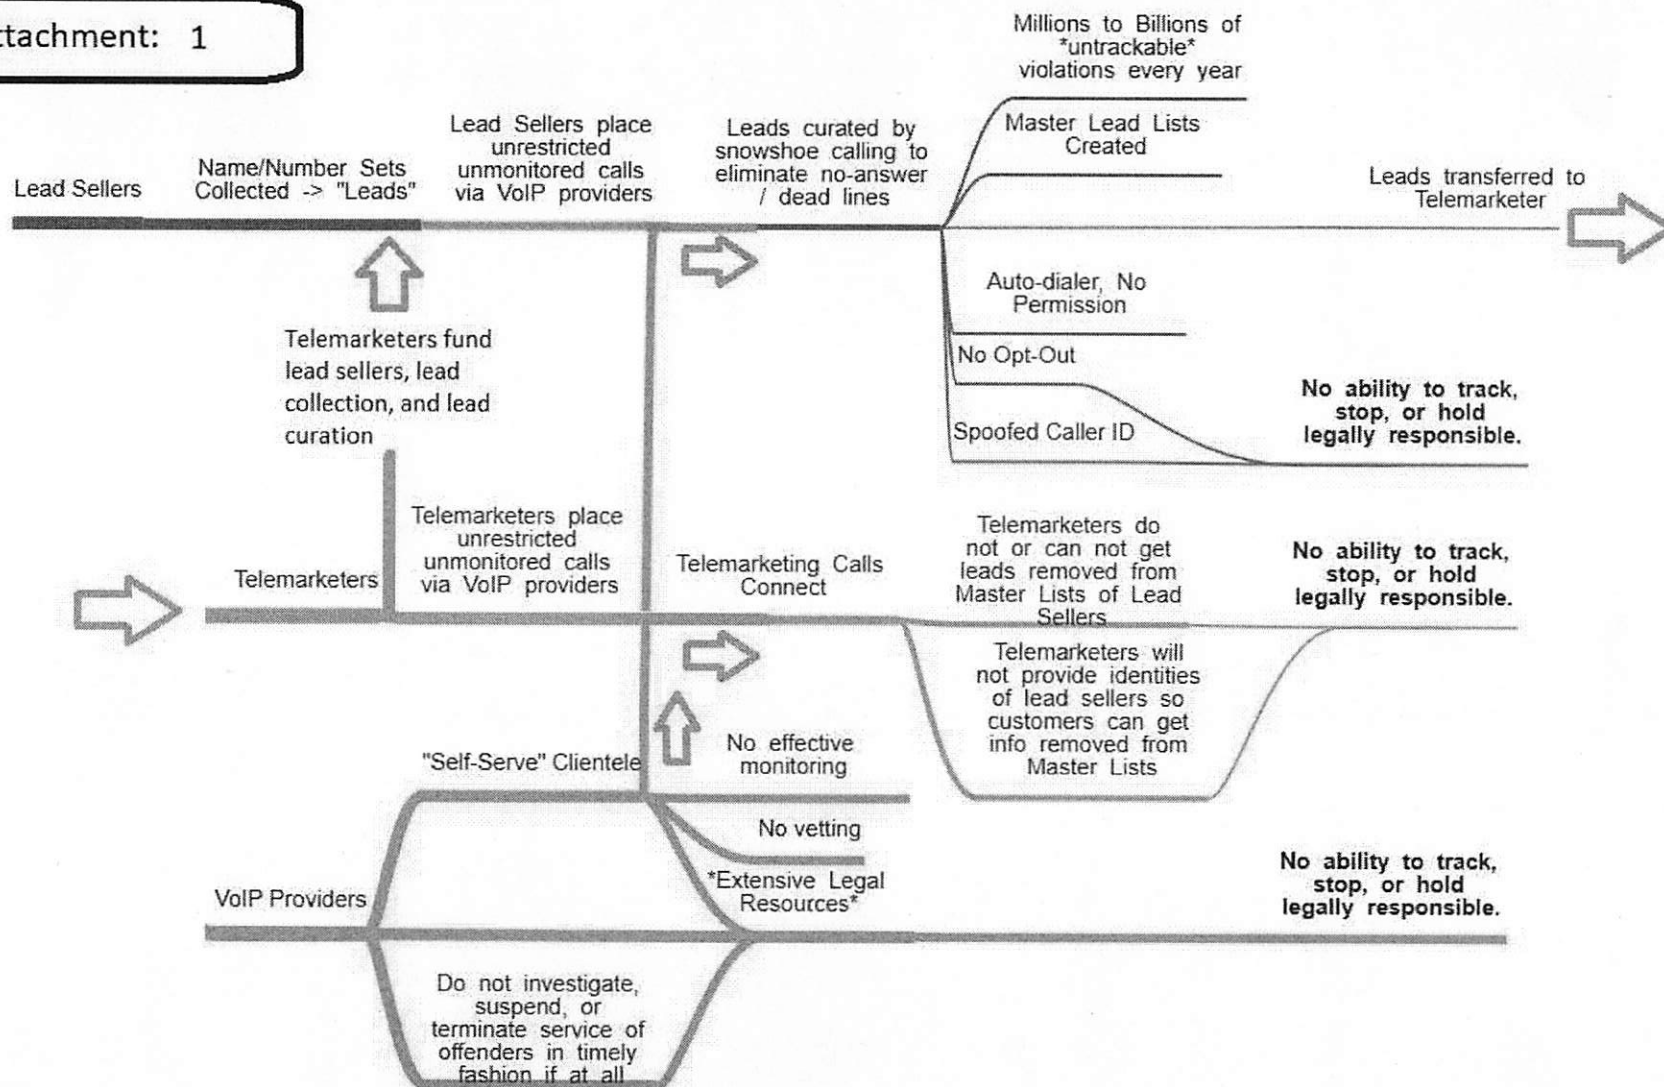 ttachment: 1
Millions to Billions of
*untrackable*
violations every year
Master Lead Lists
Created
Lead Sellers
Name/Number Sets
Collected -> "Leads"
Lead Sellers place
unrestricted
unmonitored calls
via VoIP providers
Leads curated by
snowshoe calling to
eliminate no-answer
/ dead lines
Leads transferred to
Telemarketer
Auto-dialer, No
Permission
No Opt-Out
Spoofed Caller ID
No ability to track,
stop, or hold
legally responsible.
Telemarketers fund
lead sellers, lead
collection, and lead
curation
Telemarketers
Telemarketers place
unrestricted
unmonitored calls
via VoIP providers
Telemarketing Calls
Connect
Telemarketers do
not or can not get
leads removed from
Master Lists of Lead
Sellers
No ability to track,
stop, or hold
legally responsible.
Telemarketers will
not provide identities
of lead sellers so
customers can get
info removed from
Master Lists
"Self-Serve" Clientele
No effective
monitoring
No vetting
*Extensive Legal
Resources*
VoIP Providers
No ability to track,
stop, or hold
legally responsible.
Do not investigate,
suspend, or
terminate service of
offenders in timely
fashion if at all